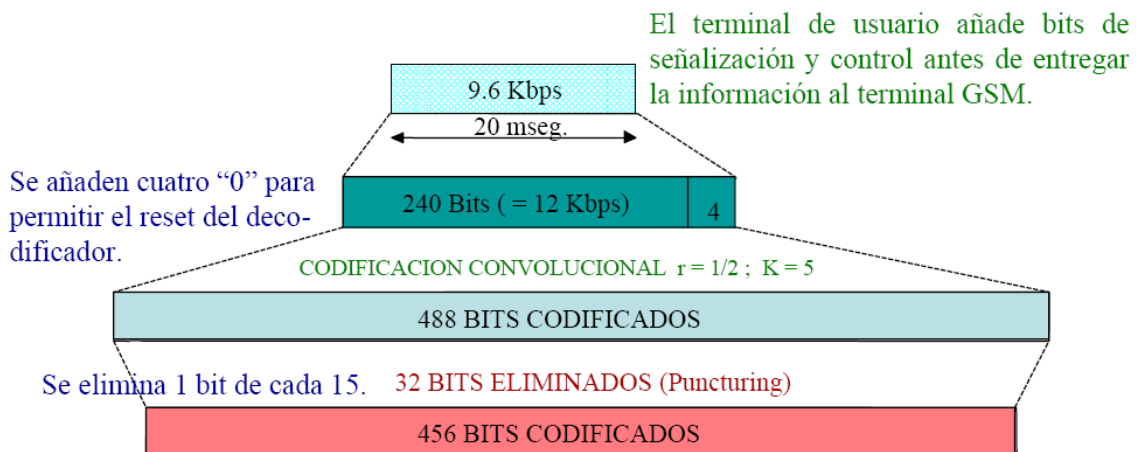 El terminal de usuario añade bits de
señalización y control antes de entregar
la información al terminal GSM.
9.6 Kbps
20 mseg.
Se añaden cuatro “0” para
permitir el reset del deco-
dificador.
240 Bits ( = 12 Kbps)
4
CODIFICACION CONVOLUCIONAL r = 1/2 ; K = 5
488 BITS CODIFICADOS
Se elimina 1 bit de cada 15.
32 BITS ELIMINADOS (Puncturing)
456 BITS CODIFICADOS